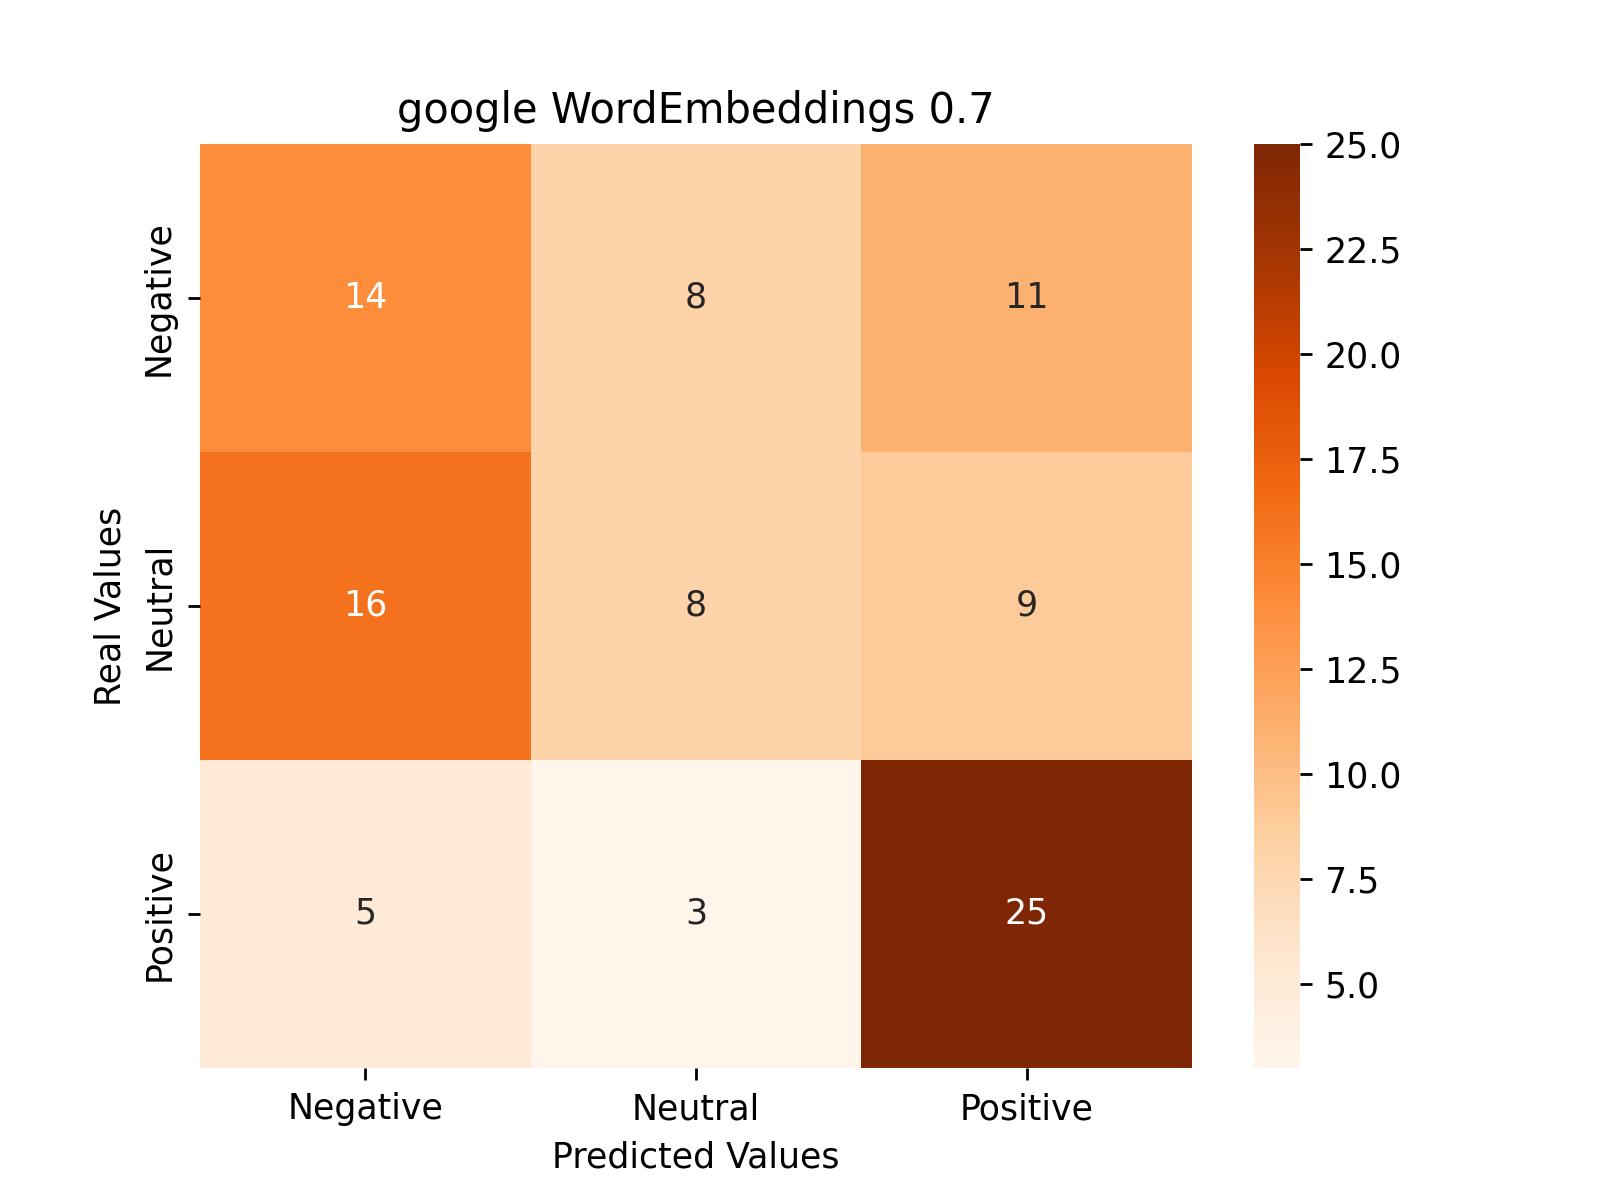 google WordEmbeddings 0.7
Real Values
Negative
14 8 11
Neutral
16 8 9
Positive
5 3 25
Negative Neutral Positive
Predicted Values
25.0
22.5
20.0
17.5
15.0
12.5
10.0
7.5
5.0